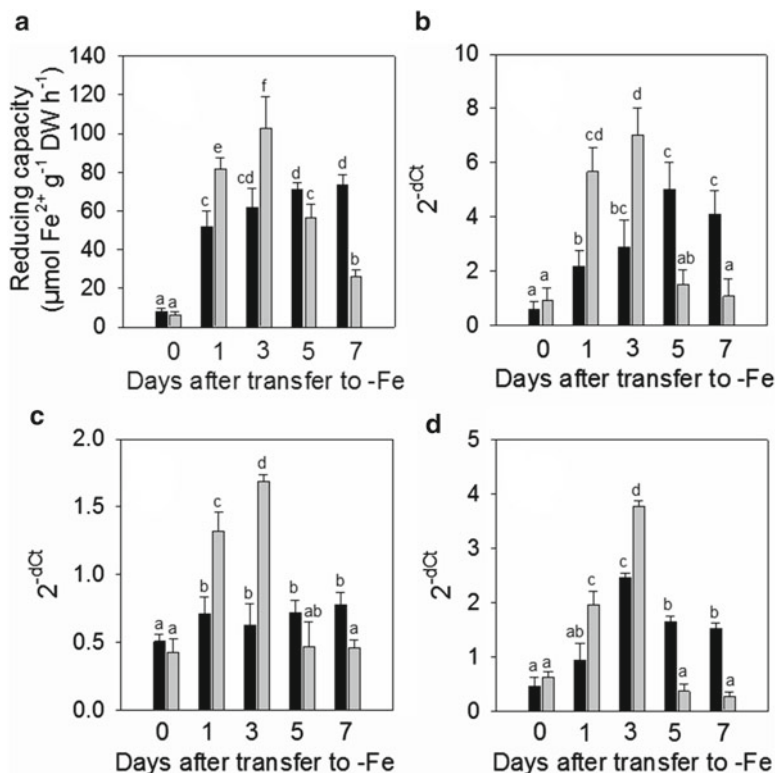 a
Reducing capacity
(µmol Fe²⁺ g⁻¹ DW h⁻¹)
140
120
100
80
60
40
20
0
a a
c e
cd f
d c
d b
0 1 3 5 7
Days after transfer to -Fe
b
2^-dCt
10
8
6
4
2
0
a a
b cd
bc d
c ab
c a
0 1 3 5 7
Days after transfer to -Fe
c
2^-dCt
2.0
1.5
1.0
0.5
0.0
a a
b c
b d
b ab
b a
0 1 3 5 7
Days after transfer to -Fe
d
2^-dCt
5
4
3
2
1
0
a a
ab c
c d
b a
b a
0 1 3 5 7
Days after transfer to -Fe